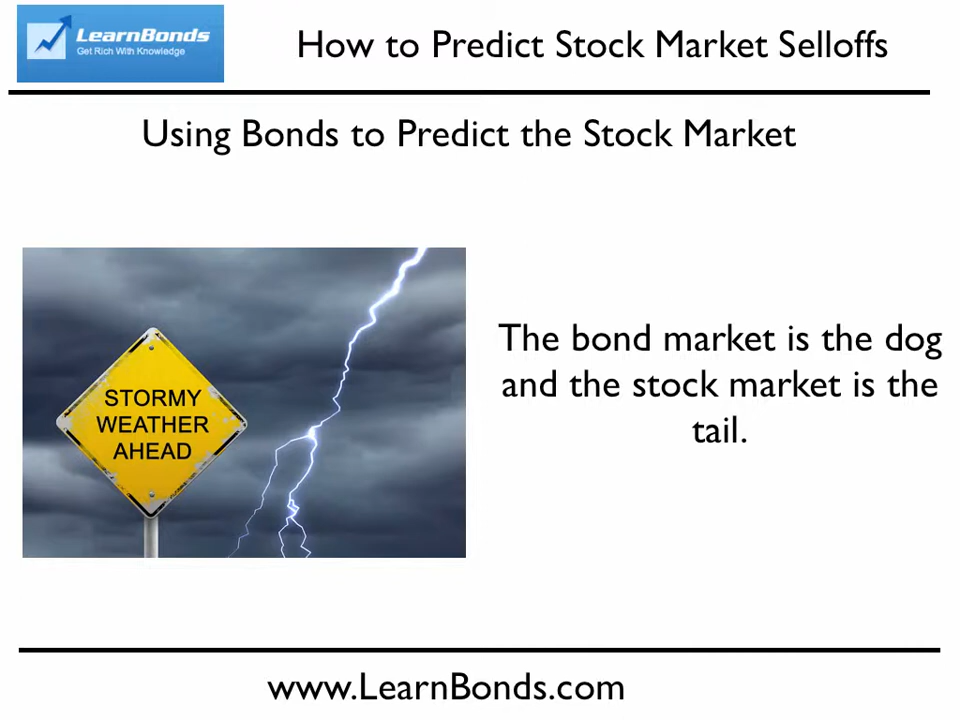 LearnBonds
Get Rich With Knowledge
How to Predict Stock Market Selloffs
Using Bonds to Predict the Stock Market
STORMY
WEATHER
AHEAD
The bond market is the dog
and the stock market is the
tail.
www.LearnBonds.com